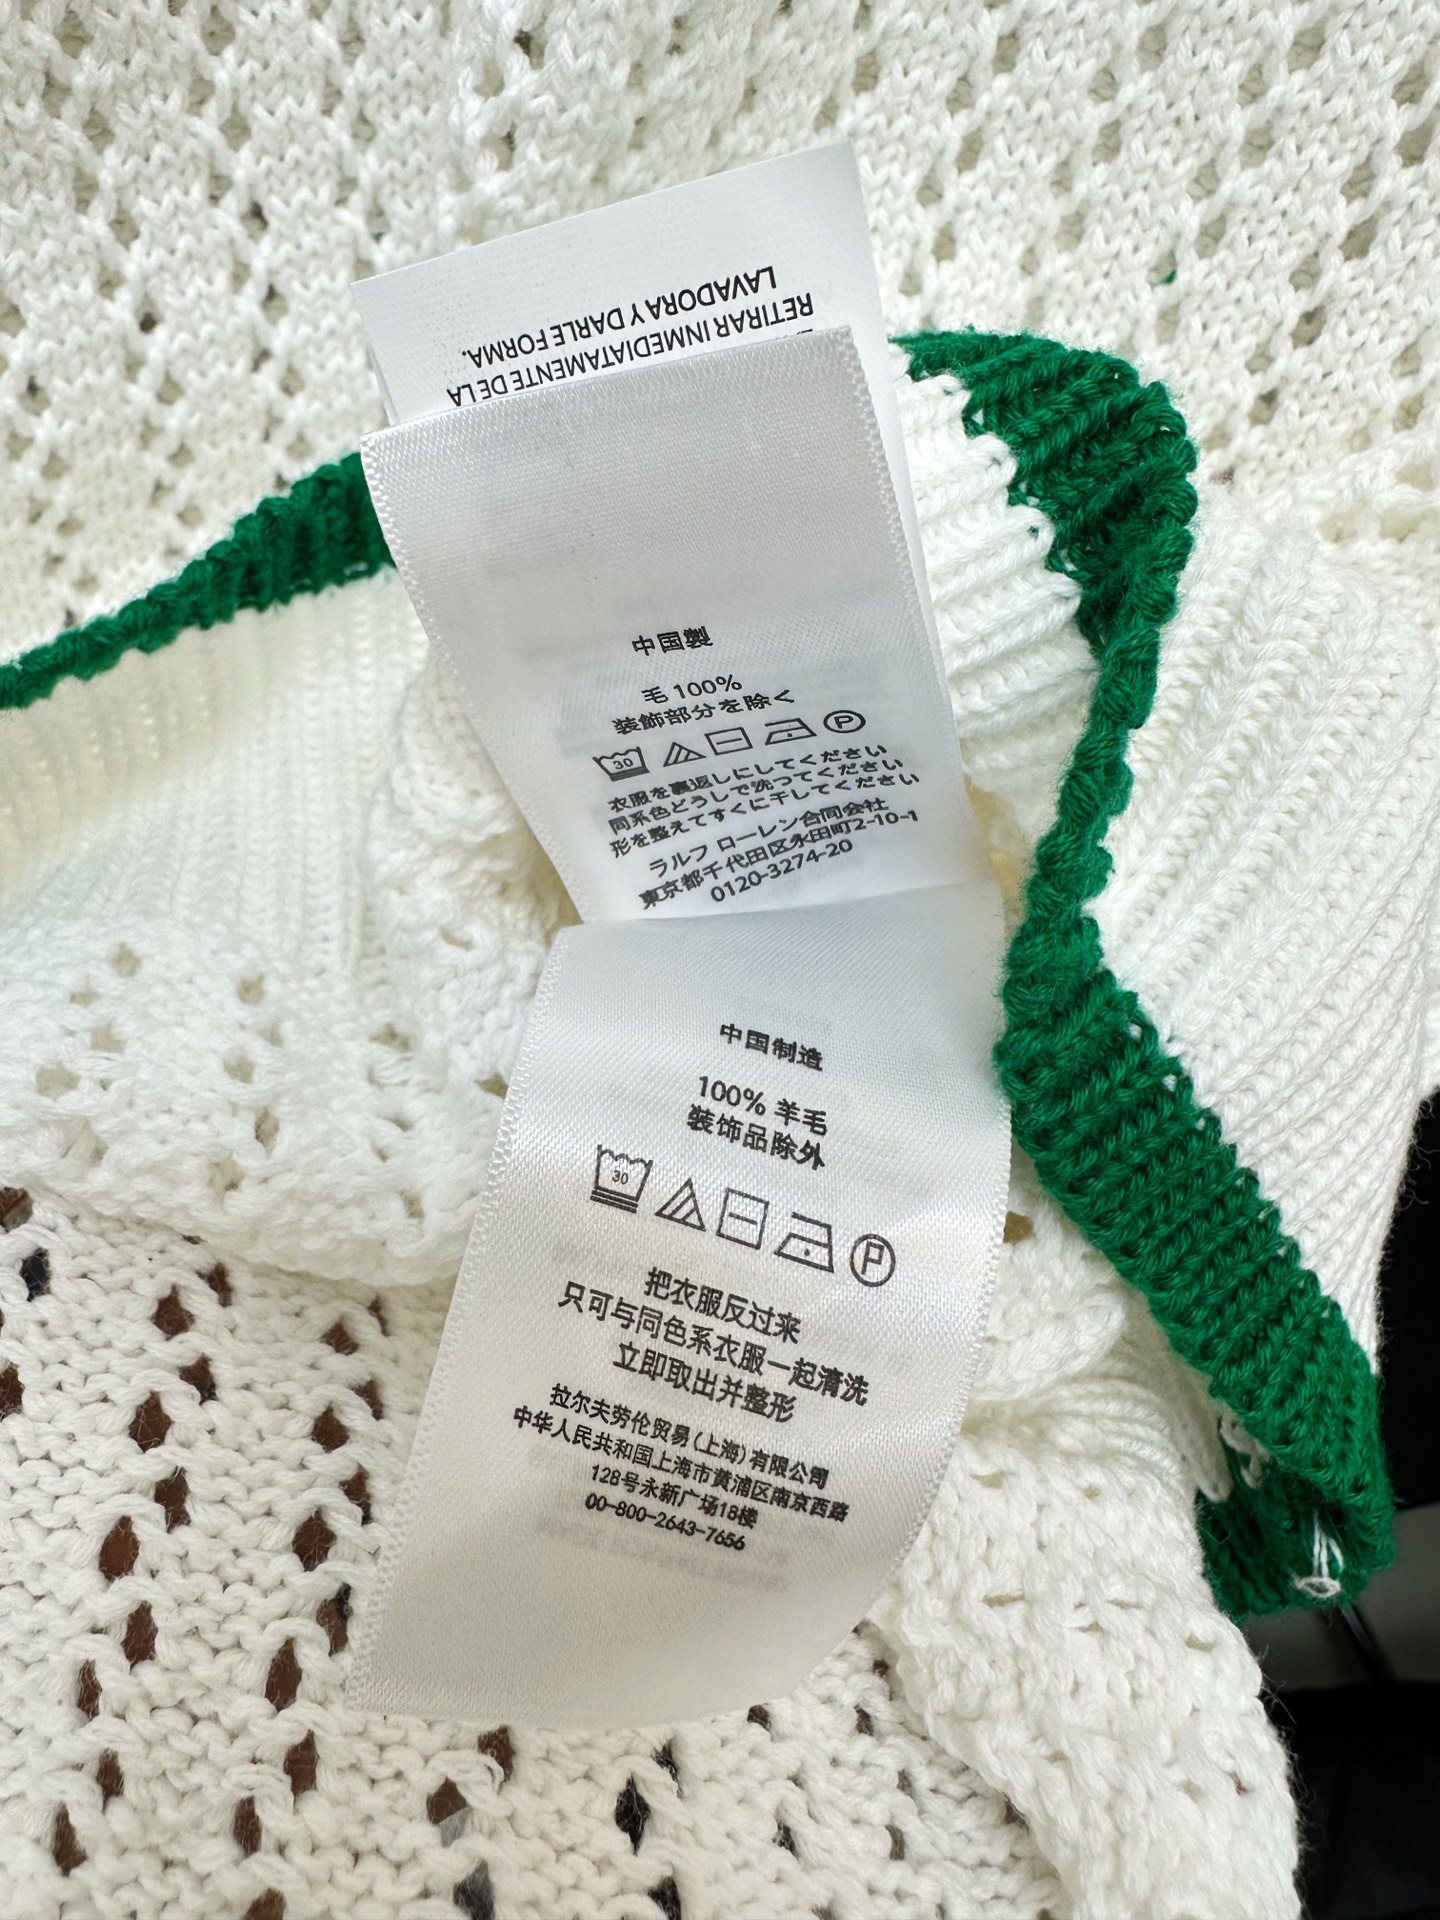 LAVADORA Y DARLE FORMA.
RETIRAR INMEDIATAMENTE DE LA
中国製
毛 100%
装飾部分を除く
30
P
衣服を裏返しにしてください
同系色どうしで洗ってください
形を整えてすぐに干してください
ラルフ ローレン合同会社
東京都千代田区永田町2-10-1
0120-3274-20
中国制造
100% 羊毛
装饰品除外
30
P
把衣服反过来
只可与同色系衣服一起清洗
立即取出并整形
拉尔夫劳伦贸易(上海)有限公司
中华人民共和国上海市黄浦区南京西路
128号永新广场18楼
00-800-2643-7656